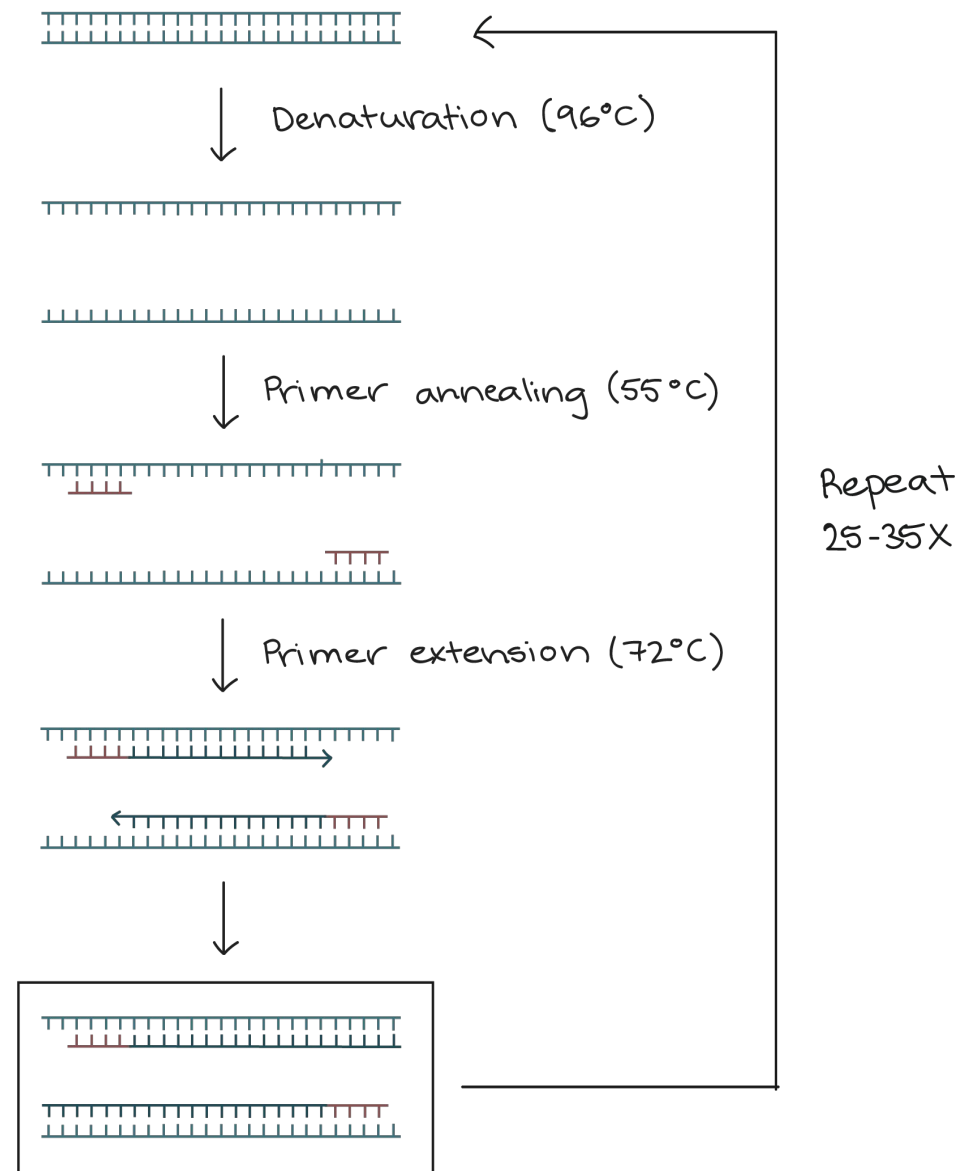 Denaturation (96°C)
Primer annealing (55°C)
Repeat
25-35X
Primer extension (72°C)